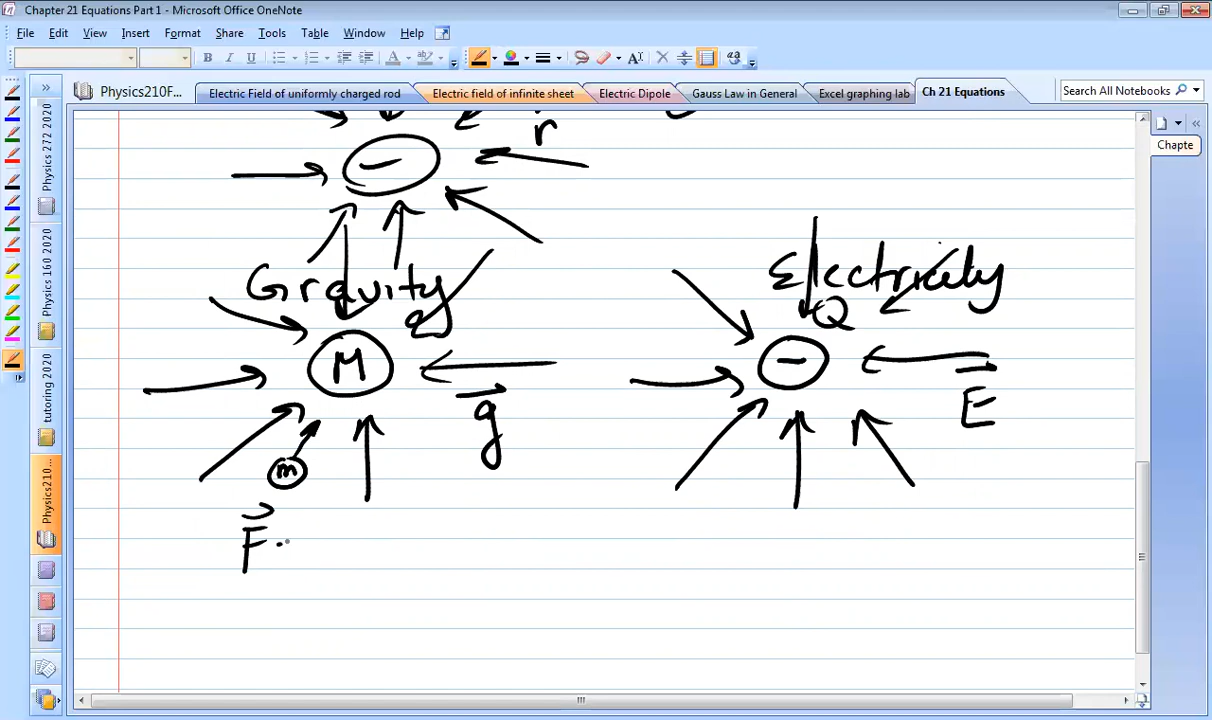 Chapter 21 Equations Part 1 - Microsoft Office OneNote
File Edit View Insert Format Share Tools Table Window Help
B I U A ab
Physics210F... Electric Field of uniformly charged rod Electric field of infinite sheet Electric Dipole Gauss Law in General Excel graphing lab Ch 21 Equations Search All Notebooks
Chapte
Physics 272 2020
Physics 160 2020
tutoring 2020
Physics210...
r
−
Gravity
M
g
m
F
Electricity
Q
−
E